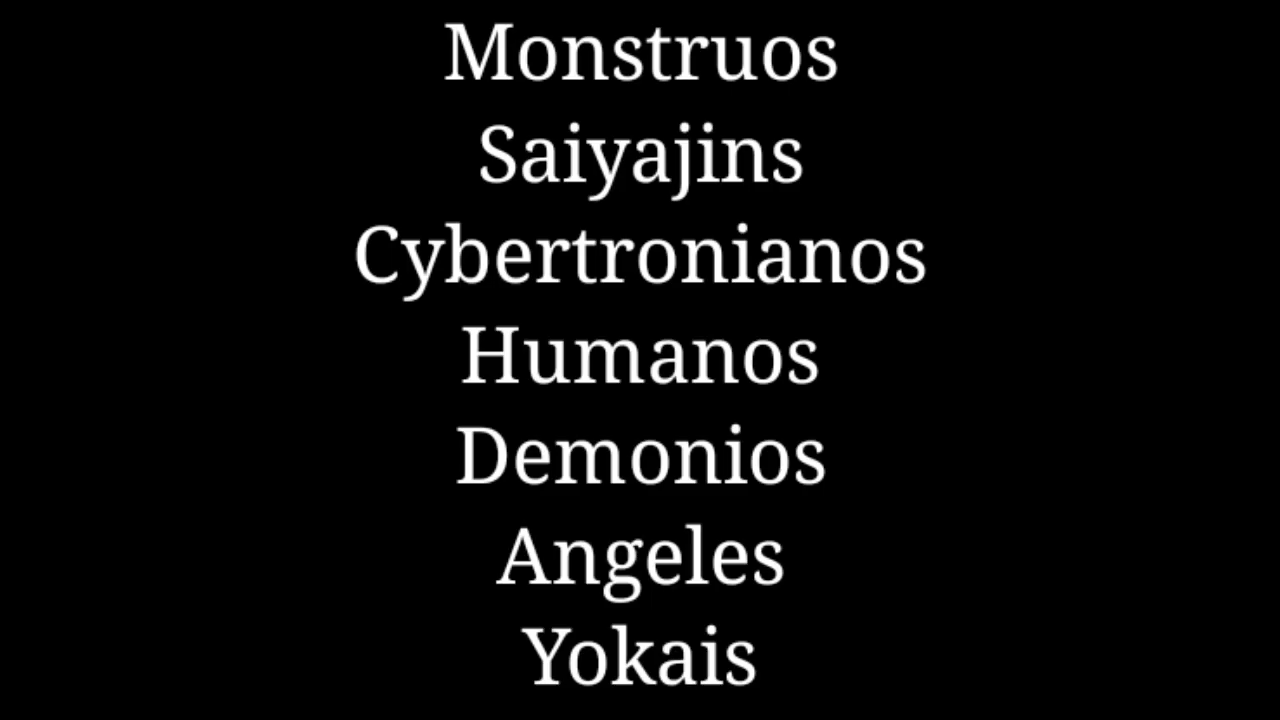 Monstruos
Saiyajins
Cybertronianos
Humanos
Demonios
Angeles
Yokais